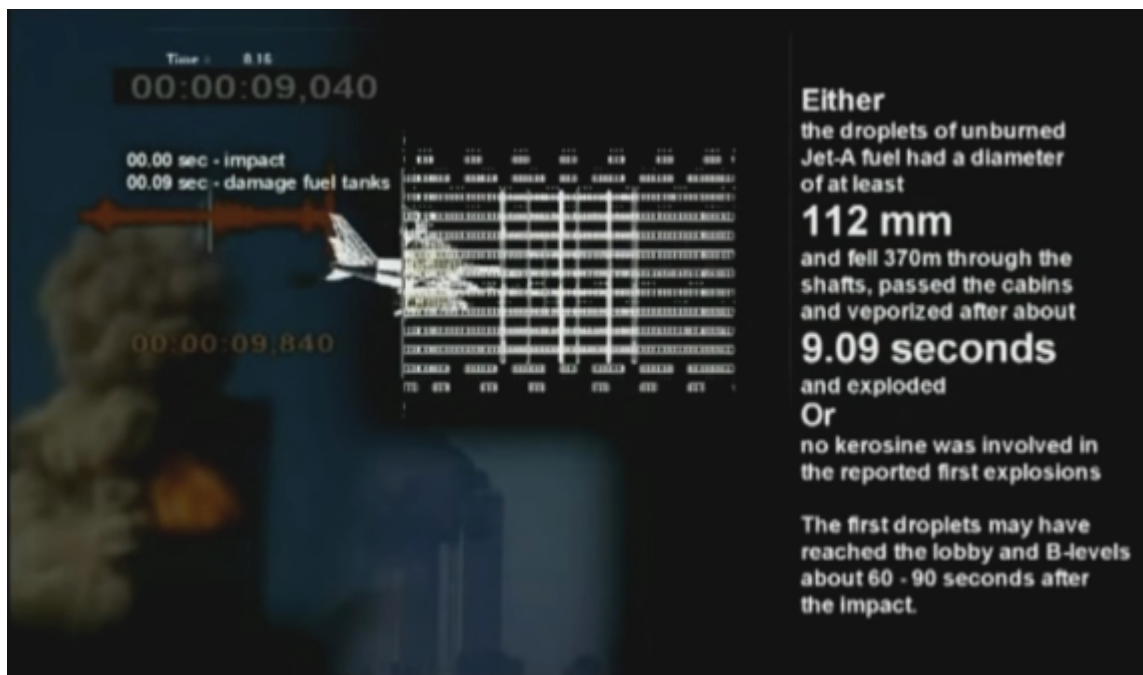 Time : 8.16
00:00:09,040
00.00 sec - impact
00.09 sec - damage fuel tanks
00:00:09,840
Either
the droplets of unburned
Jet-A fuel had a diameter
of at least
112 mm
and fell 370m through the
shafts, passed the cabins
and veporized after about
9.09 seconds
and exploded
Or
no kerosine was involved in
the reported first explosions
The first droplets may have
reached the lobby and B-levels
about 60 - 90 seconds after
the impact.